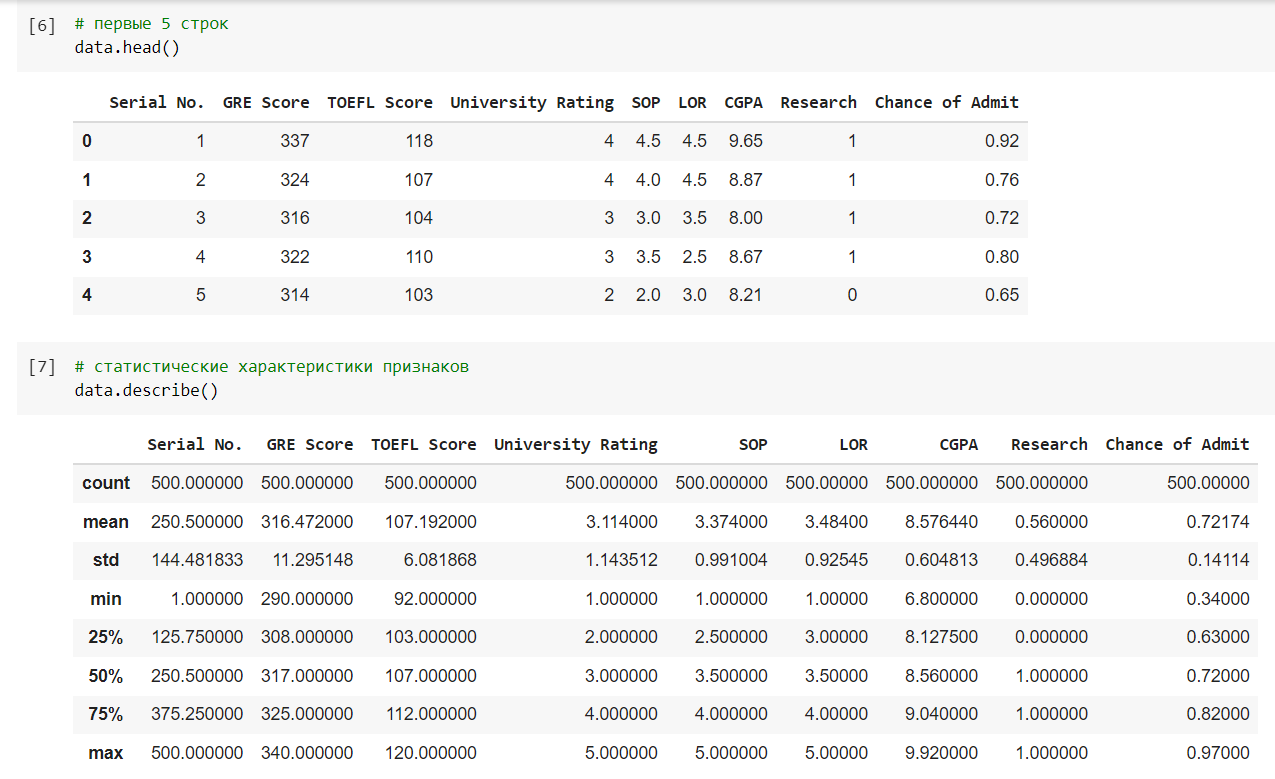 [6] # первые 5 строк
data.head()
Serial No. GRE Score TOEFL Score University Rating SOP LOR CGPA Research Chance of Admit
0 1 337 118 4 4.5 4.5 9.65 1 0.92
1 2 324 107 4 4.0 4.5 8.87 1 0.76
2 3 316 104 3 3.0 3.5 8.00 1 0.72
3 4 322 110 3 3.5 2.5 8.67 1 0.80
4 5 314 103 2 2.0 3.0 8.21 0 0.65
[7] # статистические характеристики признаков
data.describe()
Serial No. GRE Score TOEFL Score University Rating SOP LOR CGPA Research Chance of Admit
count 500.000000 500.000000 500.000000 500.000000 500.000000 500.00000 500.000000 500.000000 500.00000
mean 250.500000 316.472000 107.192000 3.114000 3.374000 3.48400 8.576440 0.560000 0.72174
std 144.481833 11.295148 6.081868 1.143512 0.991004 0.92545 0.604813 0.496884 0.14114
min 1.000000 290.000000 92.000000 1.000000 1.000000 1.00000 6.800000 0.000000 0.34000
25% 125.750000 308.000000 103.000000 2.000000 2.500000 3.00000 8.127500 0.000000 0.63000
50% 250.500000 317.000000 107.000000 3.000000 3.500000 3.50000 8.560000 1.000000 0.72000
75% 375.250000 325.000000 112.000000 4.000000 4.000000 4.00000 9.040000 1.000000 0.82000
max 500.000000 340.000000 120.000000 5.000000 5.000000 5.00000 9.920000 1.000000 0.97000